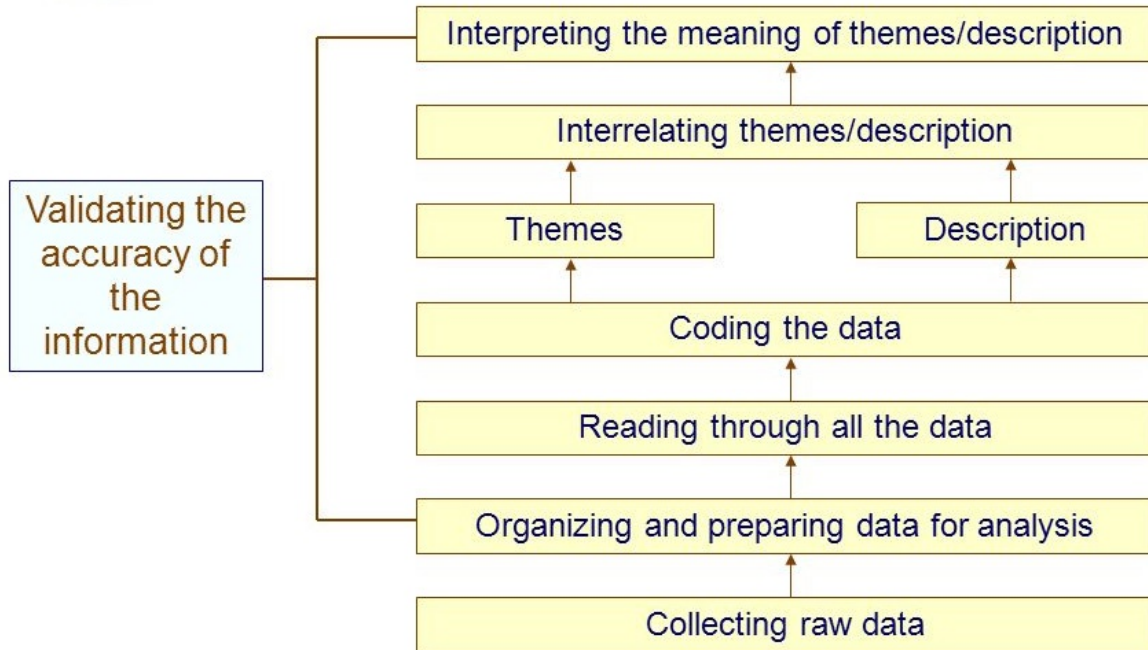 Interpreting the meaning of themes/description
Interrelating themes/description
Validating the
accuracy of
the
information
Themes
Description
Coding the data
Reading through all the data
Organizing and preparing data for analysis
Collecting raw data